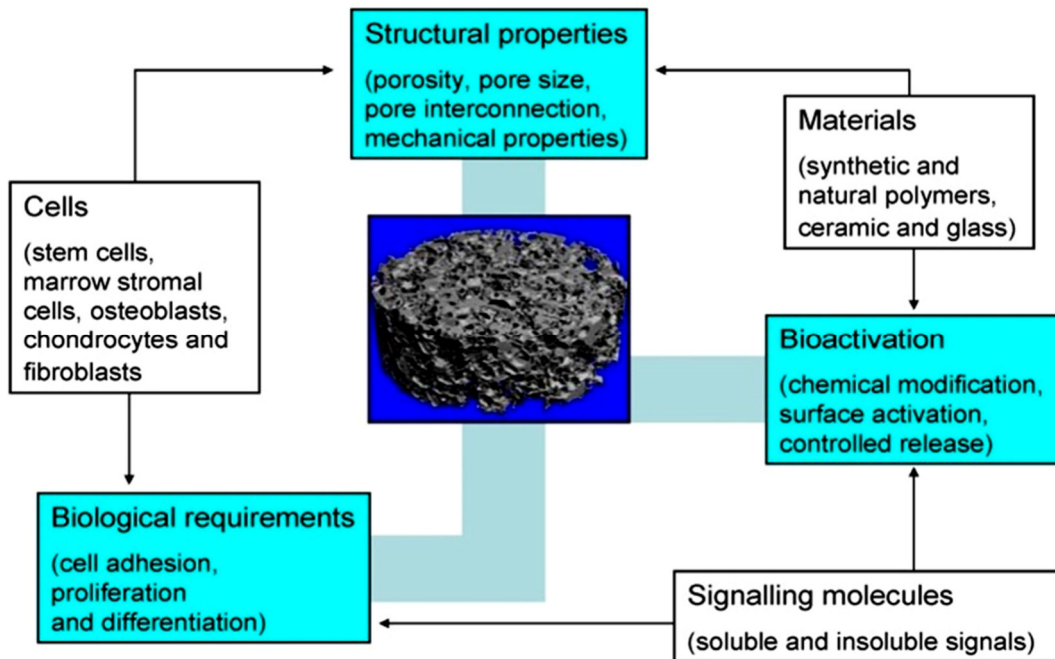 Structural properties
(porosity, pore size,
pore interconnection,
mechanical properties)
Materials
(synthetic and
natural polymers,
ceramic and glass)
Cells
(stem cells,
marrow stromal
cells, osteoblasts,
chondrocytes and
fibroblasts
Bioactivation
(chemical modification,
surface activation,
controlled release)
Biological requirements
(cell adhesion,
proliferation
and differentiation)
Signalling molecules
(soluble and insoluble signals)